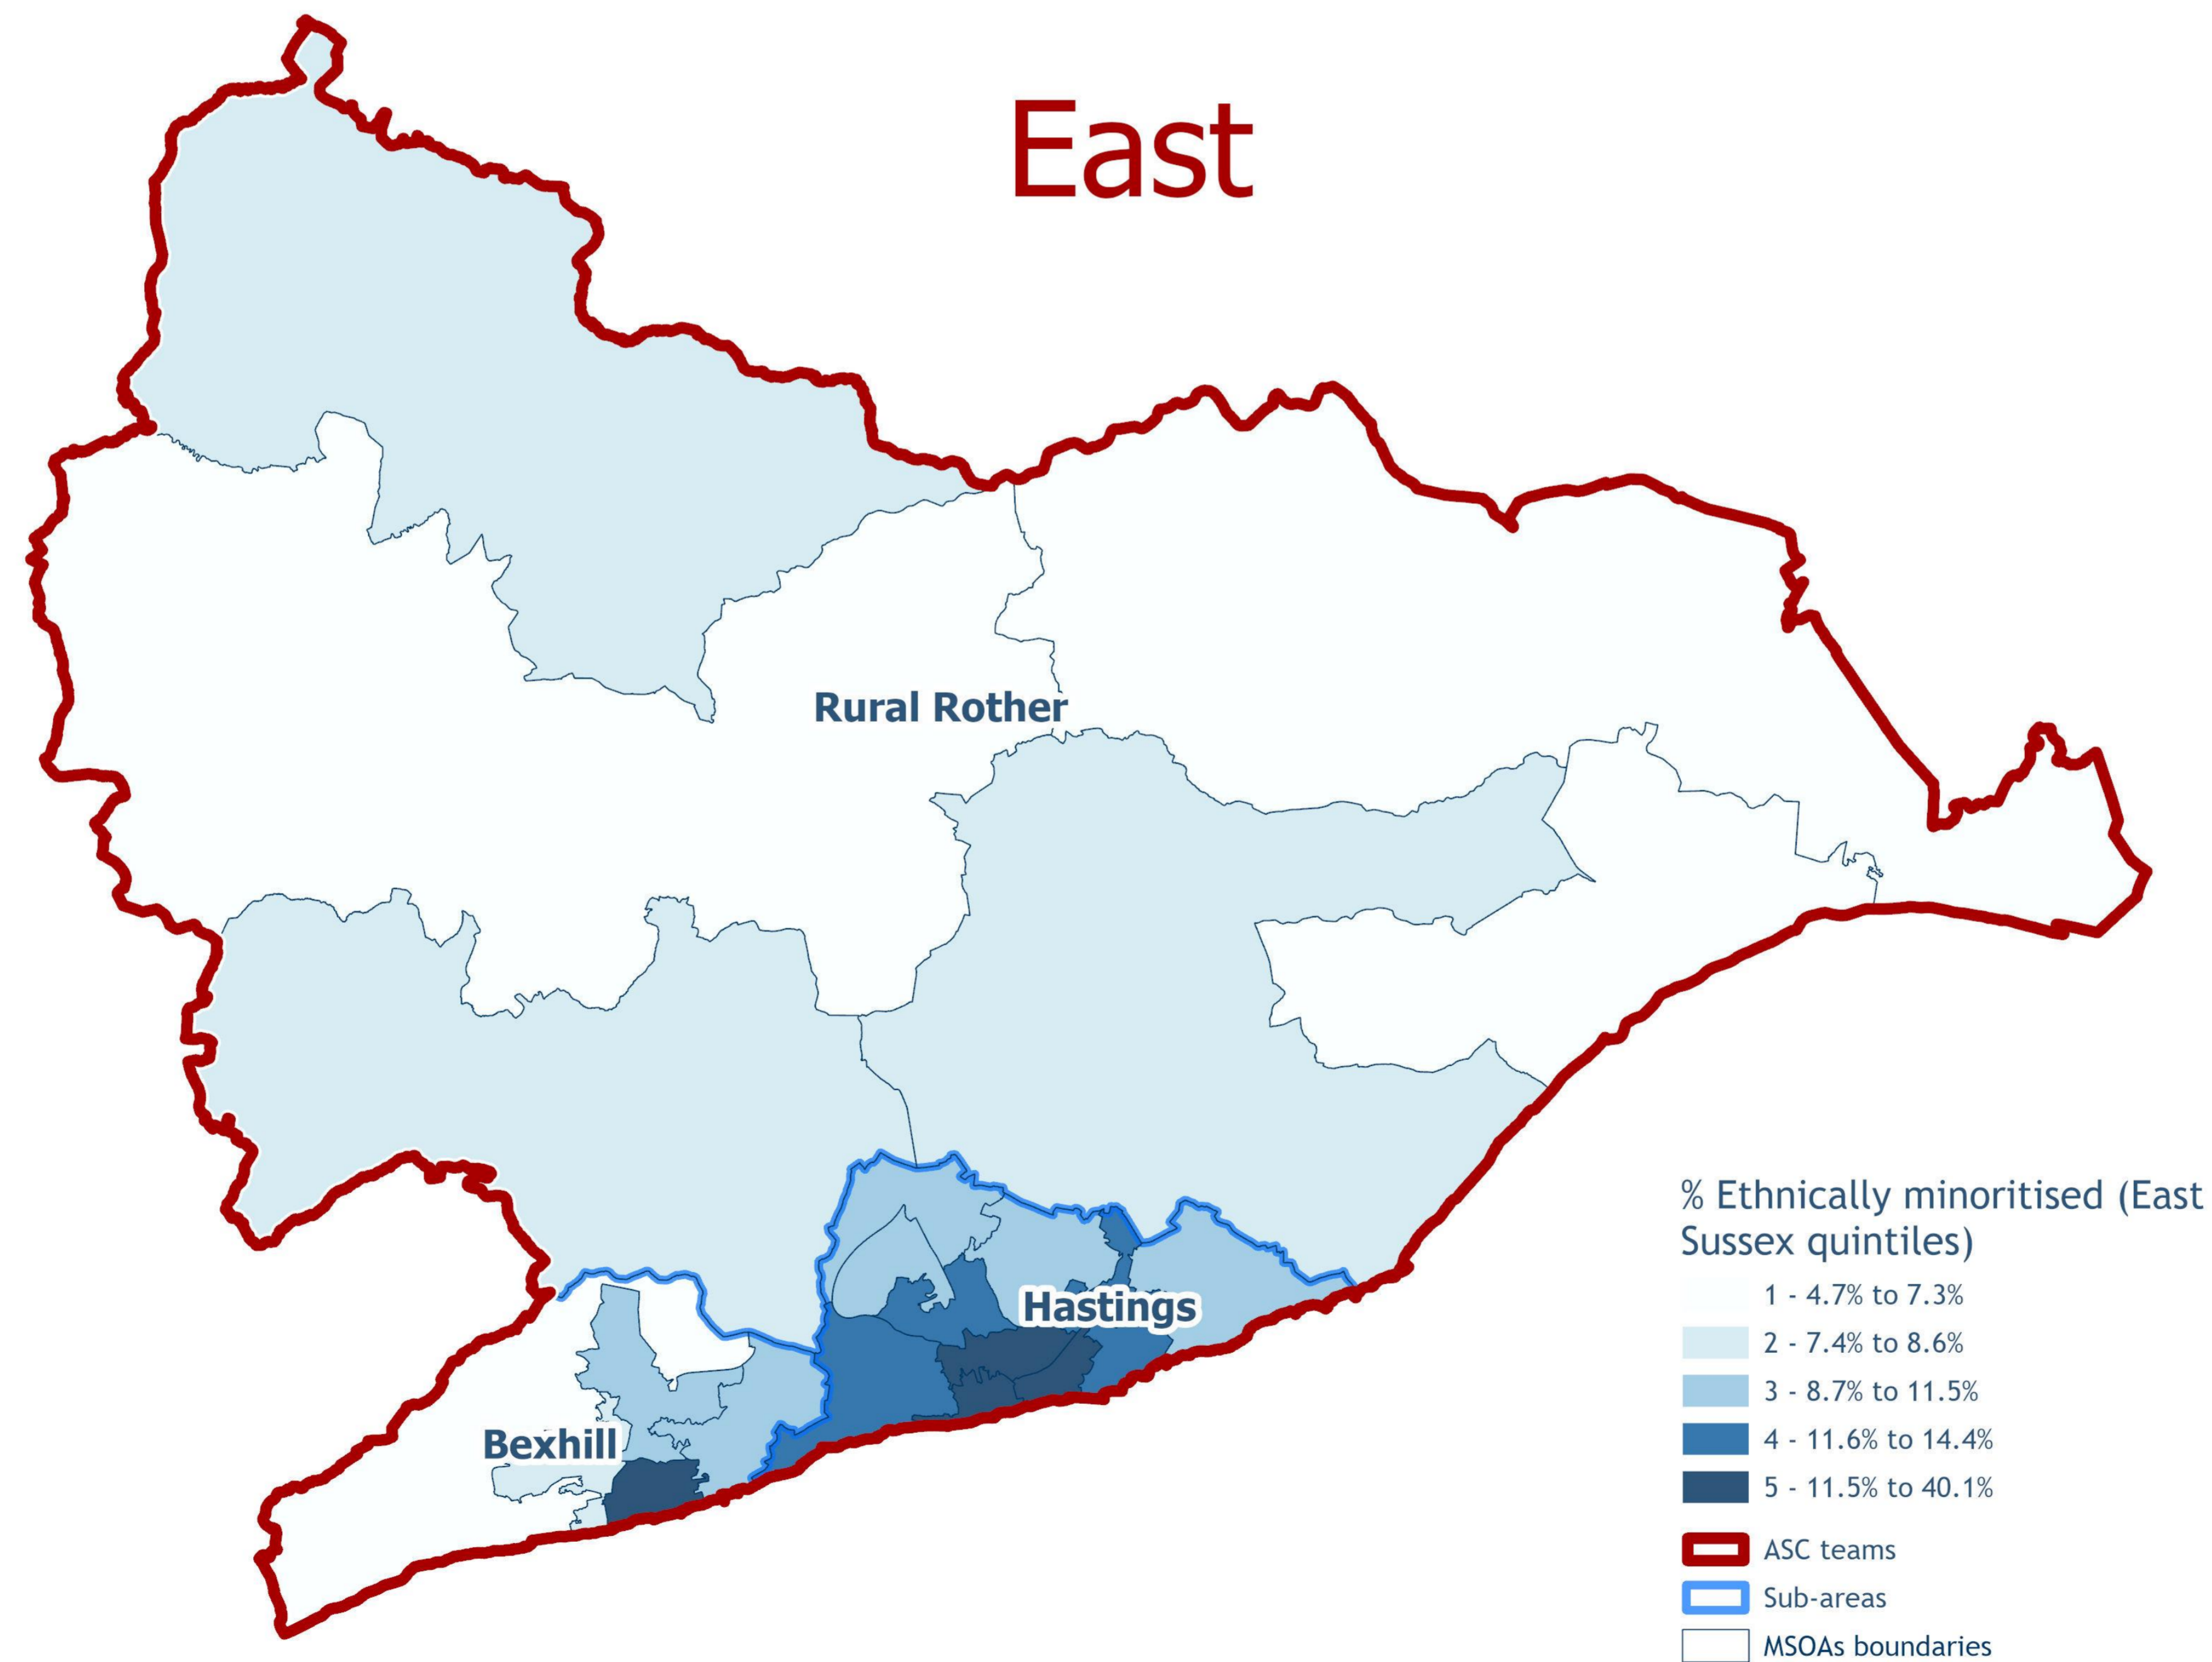 East
Rural Rother
Hastings
Bexhill
% Ethnically minoritised (East
Sussex quintiles)
1 - 4.7% to 7.3%
2 - 7.4% to 8.6%
3 - 8.7% to 11.5%
4 - 11.6% to 14.4%
5 - 11.5% to 40.1%
ASC teams
Sub-areas
MSOAs boundaries